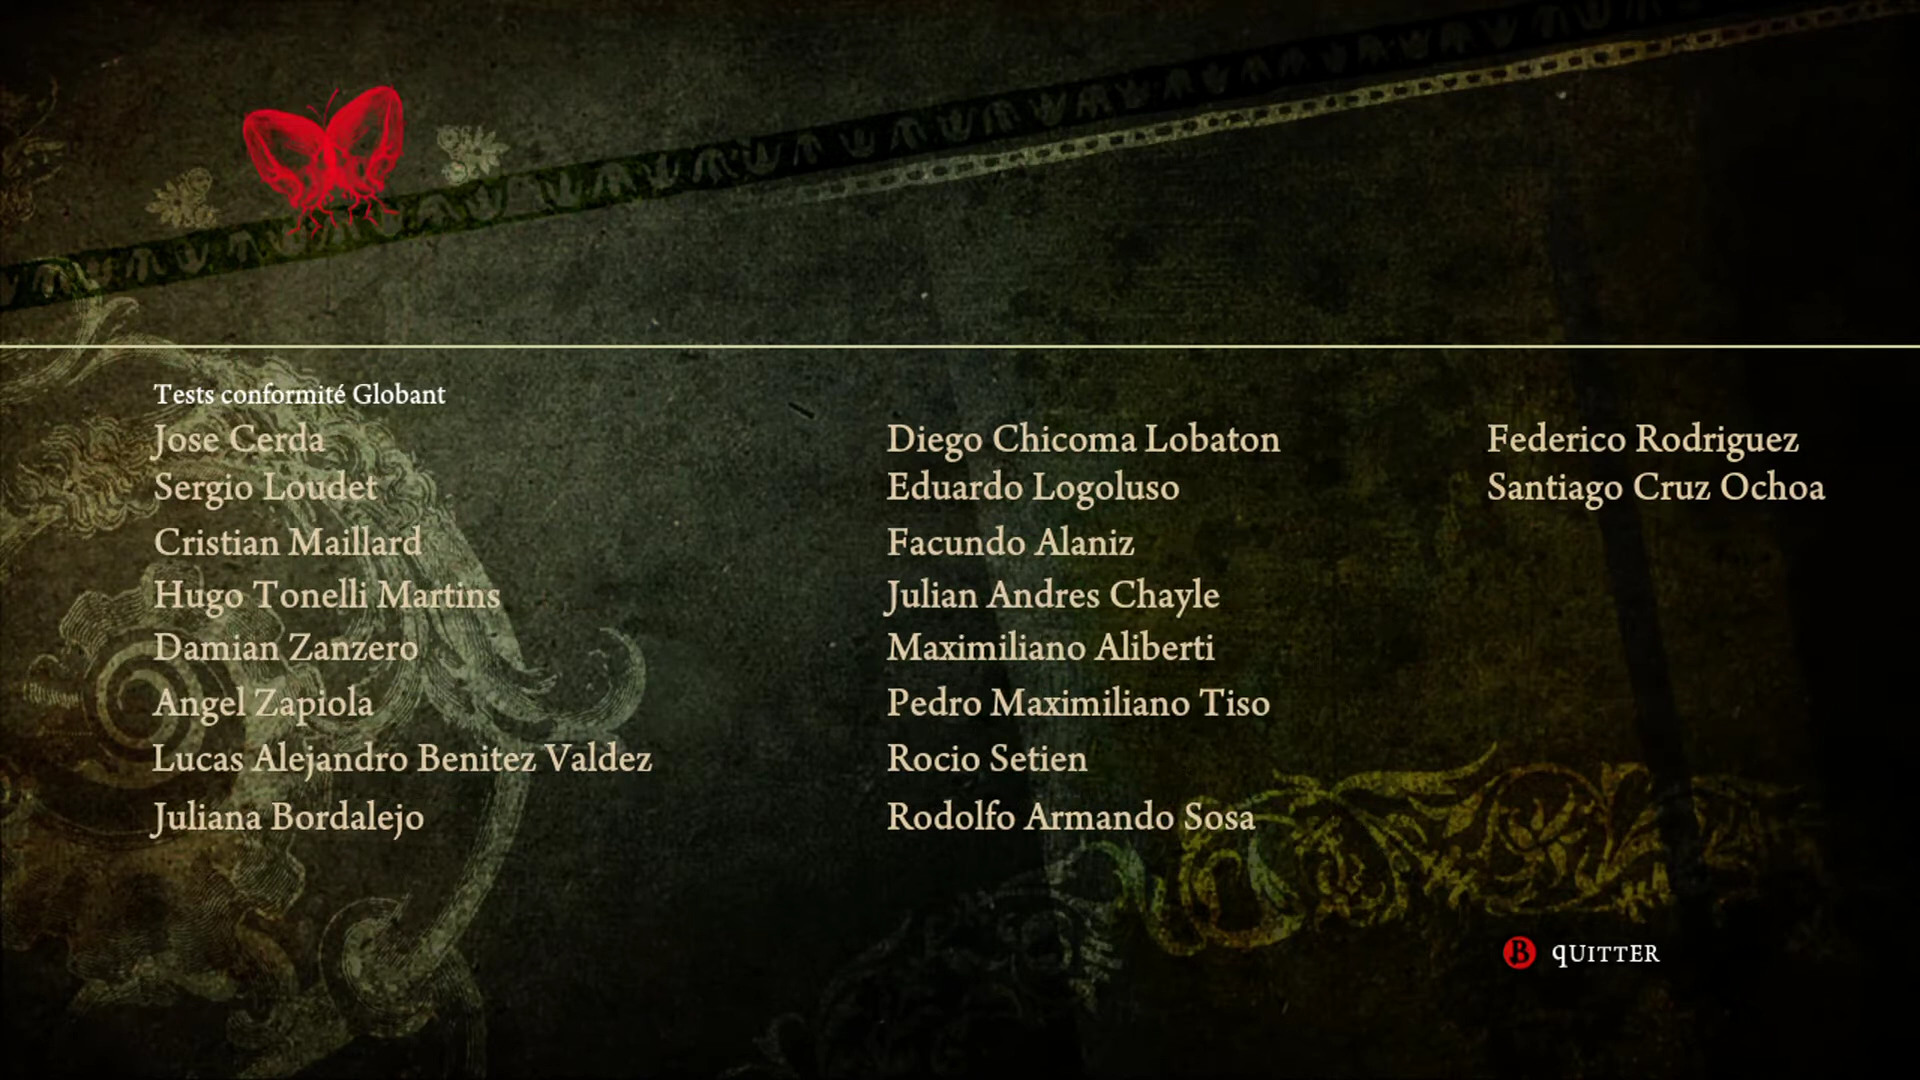 Tests conformité Globant
Jose Cerda
Sergio Loudet
Cristian Maillard
Hugo Tonelli Martins
Damian Zanzero
Angel Zapiola
Lucas Alejandro Benitez Valdez
Juliana Bordalejo
Diego Chicoma Lobaton
Eduardo Logoluso
Facundo Alaniz
Julian Andres Chayle
Maximiliano Aliberti
Pedro Maximiliano Tiso
Rocio Setien
Rodolfo Armando Sosa
Federico Rodriguez
Santiago Cruz Ochoa
B QUITTER